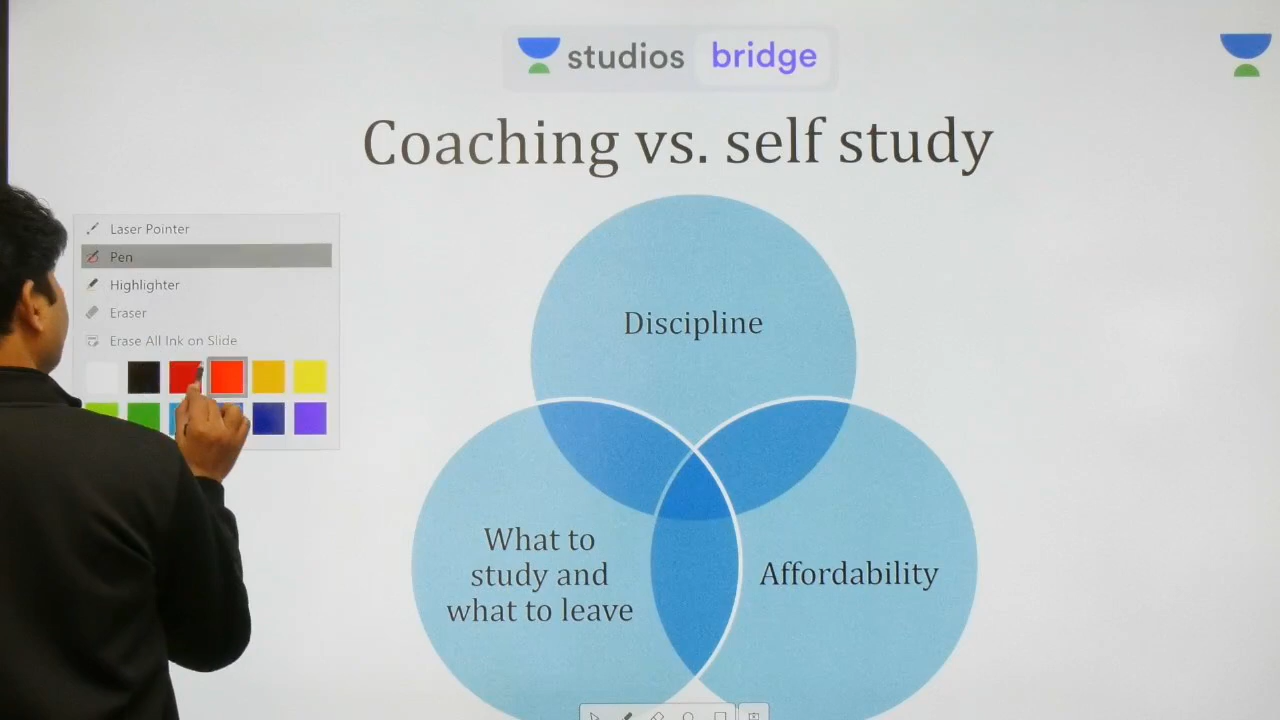 studios bridge
Coaching vs. self study
Laser Pointer
Pen
Highlighter
Eraser
Erase All Ink on Slide
Discipline
What to
study and
what to leave
Affordability